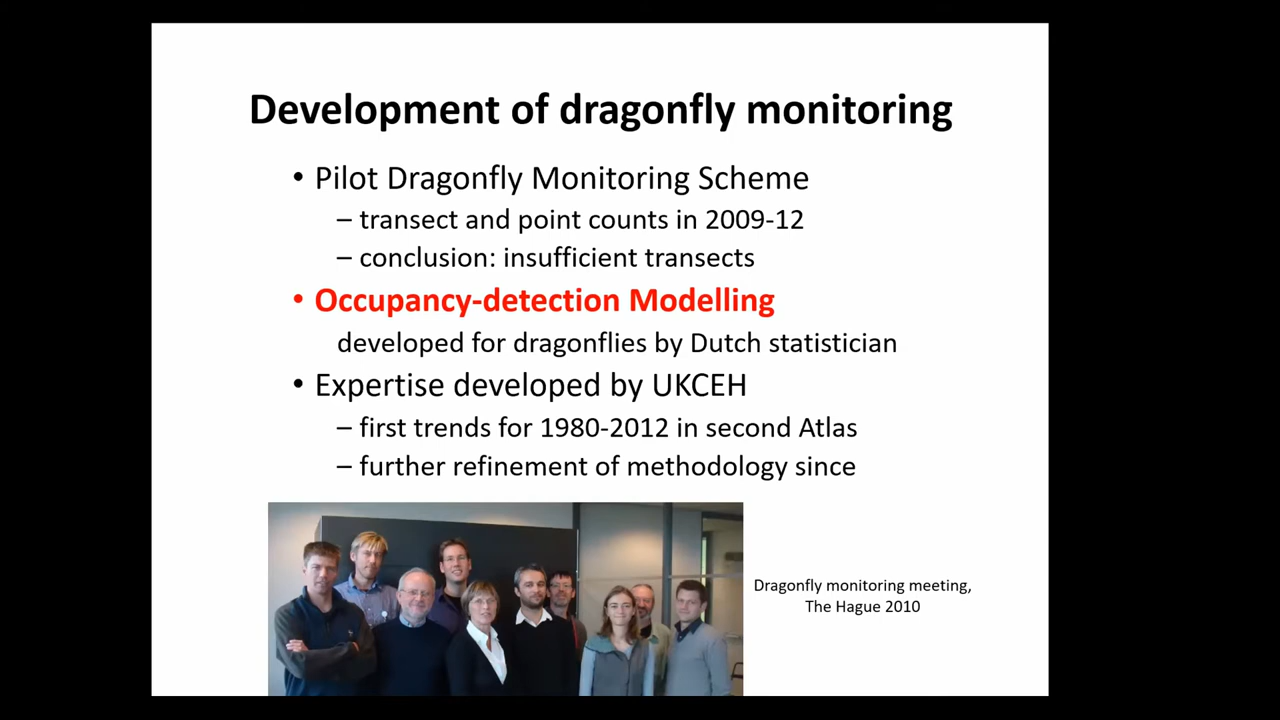 Development of dragonfly monitoring
• Pilot Dragonfly Monitoring Scheme
– transect and point counts in 2009-12
– conclusion: insufficient transects
• Occupancy-detection Modelling
developed for dragonflies by Dutch statistician
• Expertise developed by UKCEH
– first trends for 1980-2012 in second Atlas
– further refinement of methodology since
Dragonfly monitoring meeting,
The Hague 2010